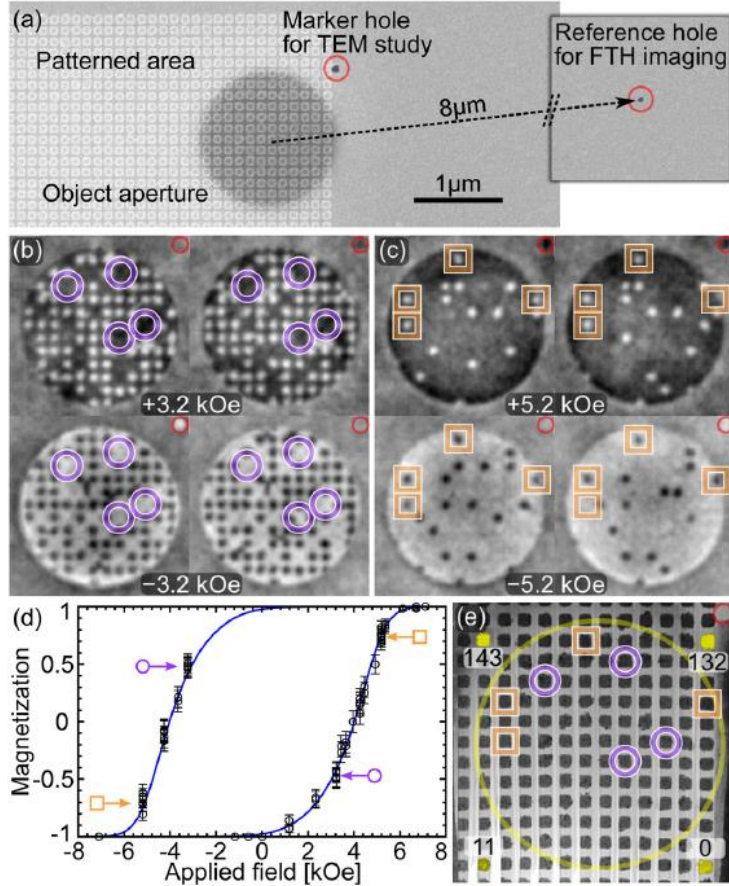 (a)
Marker hole
for TEM study
Reference hole
for FTH imaging
Patterned area
8μm
Object aperture
1μm
(b)
(c)
+3.2 kOe
+5.2 kOe
−3.2 kOe
−5.2 kOe
(d)
1
0.5
0
-0.5
-1
Magnetization
-8 -6 -4 -2 0 2 4 6 8
Applied field [kOe]
(e)
143
132
11
0